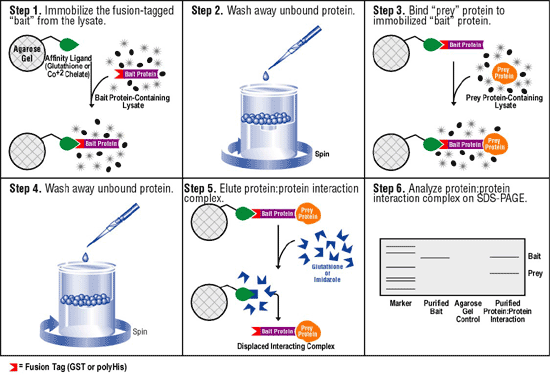 Step 1. Immobilize the fusion-tagged
"bait" from the lysate.
Agarose
Gel
Affinity Ligand
(Glutathione or
Co+2 Chelate)
Bait Protein
Bait Protein-Containing
Lysate
Bait Protein
Step 2. Wash away unbound protein.
Spin
Step 3. Bind "prey" protein to
immobilized "bait" protein.
Bait Protein
Prey
Protein
Prey Protein-Containing
Lysate
Bait Protein
Prey
Protein
Step 4. Wash away unbound protein.
Spin
Step 5. Elute protein:protein interaction
complex.
Bait Protein
Prey
Protein
Glutathione
or
Imidazole
Bait Protein
Prey
Protein
Displaced Interacting Complex
Step 6. Analyze protein:protein
interaction complex on SDS-PAGE.
Bait
Prey
Marker
Purified
Bait
Agarose
Gel
Control
Purified
Protein:Protein
Interaction
= Fusion Tag (GST or polyHis)